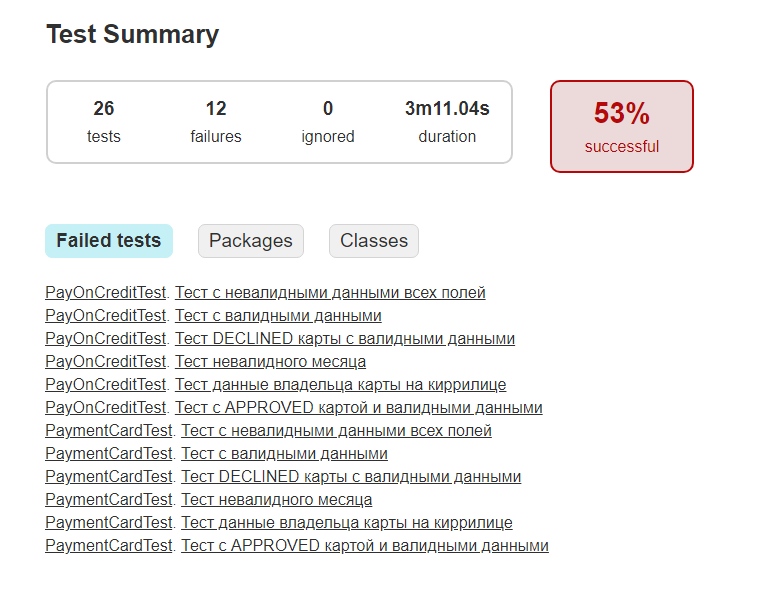 Test Summary
26 12 0 3m11.04s
tests failures ignored duration
53%
successful
Failed tests Packages Classes
PayOnCreditTest. Тест с невалидными данными всех полей
PayOnCreditTest. Тест с валидными данными
PayOnCreditTest. Тест DECLINED карты с валидными данными
PayOnCreditTest. Тест невалидного месяца
PayOnCreditTest. Тест данные владельца карты на киррилице
PayOnCreditTest. Тест с APPROVED картой и валидными данными
PaymentCardTest. Тест с невалидными данными всех полей
PaymentCardTest. Тест с валидными данными
PaymentCardTest. Тест DECLINED карты с валидными данными
PaymentCardTest. Тест невалидного месяца
PaymentCardTest. Тест данные владельца карты на киррилице
PaymentCardTest. Тест с APPROVED картой и валидными данными